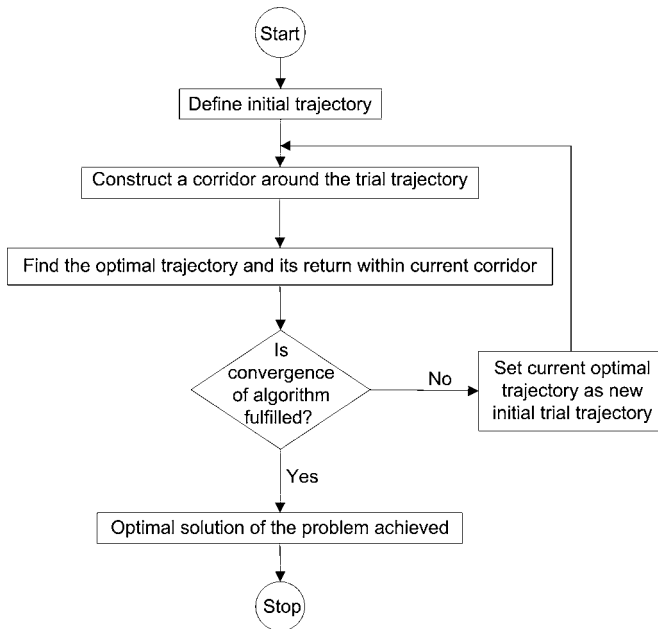 Start
Define initial trajectory
Construct a corridor around the trial trajectory
Find the optimal trajectory and its return within current corridor
Is
convergence
of algorithm
fulfilled?
No
Set current optimal
trajectory as new
initial trial trajectory
Yes
Optimal solution of the problem achieved
Stop